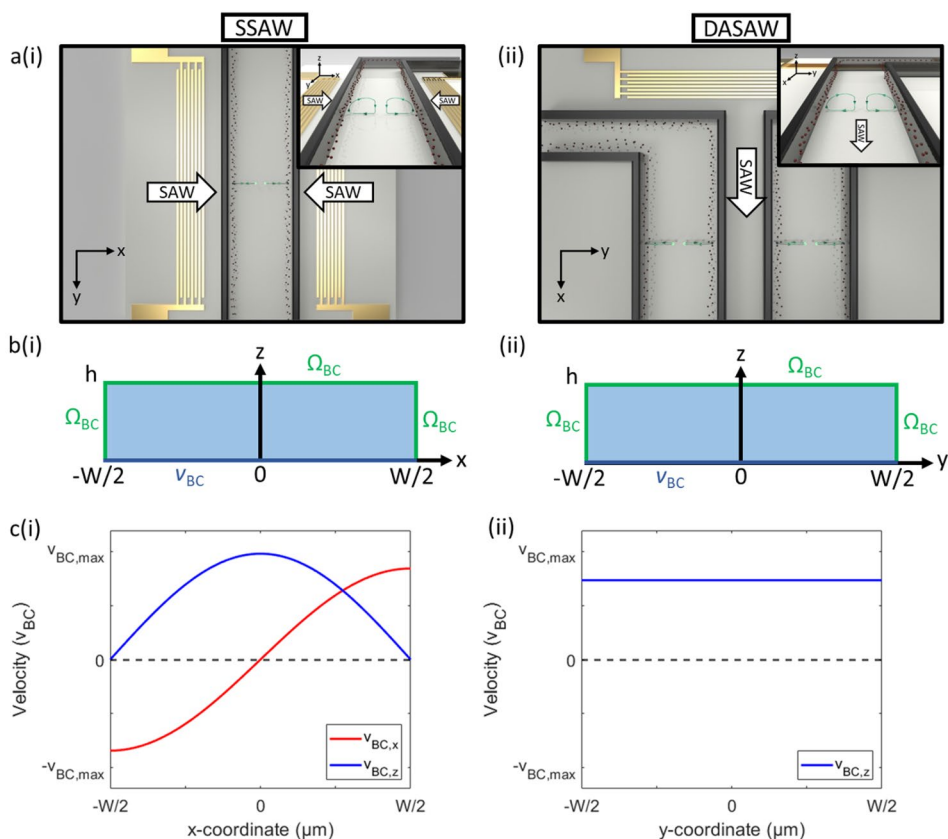 SSAW
DASAW
a(i)
SAW
SAW
z
x
y
SAW
SAW
x
y
(ii)
SAW
z
y
x
SAW
y
x
b(i)
h
z
Ω_BC
Ω_BC
Ω_BC
x
-W/2
v_BC
0
W/2
(ii)
h
z
Ω_BC
Ω_BC
Ω_BC
y
-W/2
v_BC
0
W/2
c(i)
v_BC,max
0
-v_BC,max
Velocity (v_BC)
v_BC,x
v_BC,z
-W/2
0
W/2
x-coordinate (µm)
(ii)
v_BC,max
0
-v_BC,max
Velocity (v_BC)
v_BC,z
-W/2
0
W/2
y-coordinate (µm)